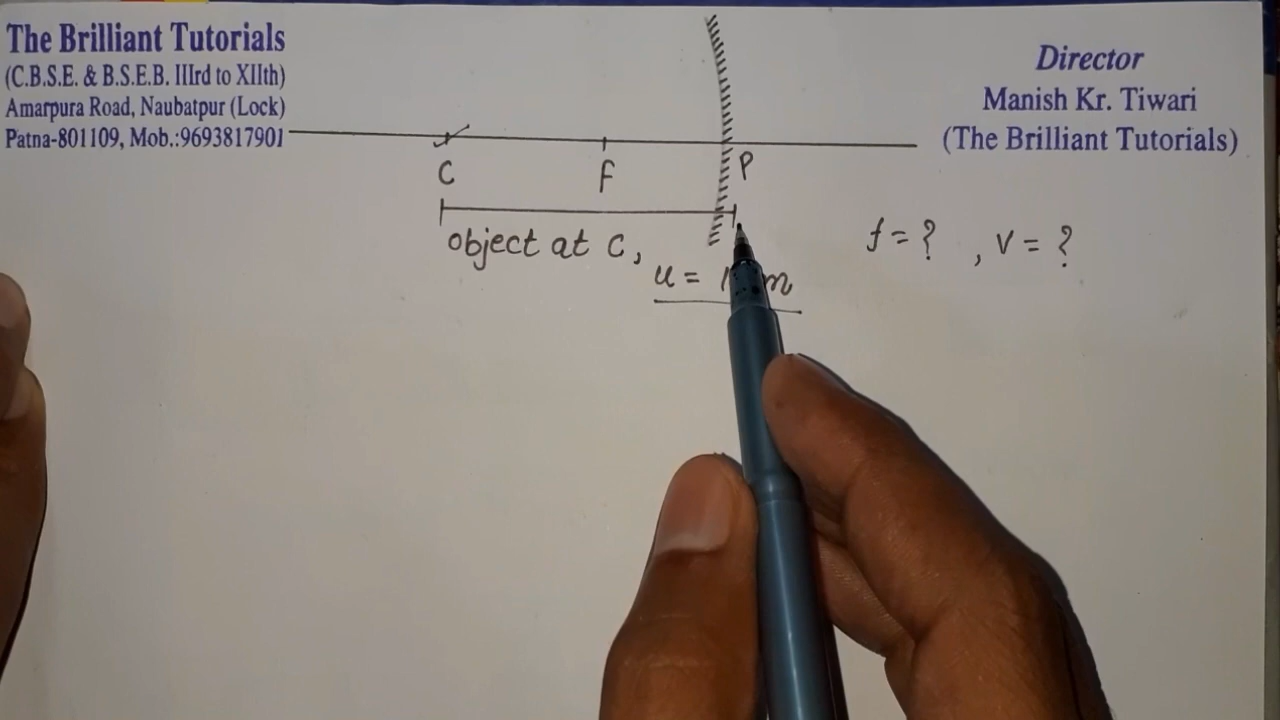 The Brilliant Tutorials
(C.B.S.E. & B.S.E.B. IIIrd to XIIth)
Amarpura Road, Naubatpur (Lock)
Patna-801109, Mob.:9693817901
Director
Manish Kr. Tiwari
(The Brilliant Tutorials)
C F P
object at C,
u =
f = ? , v = ?